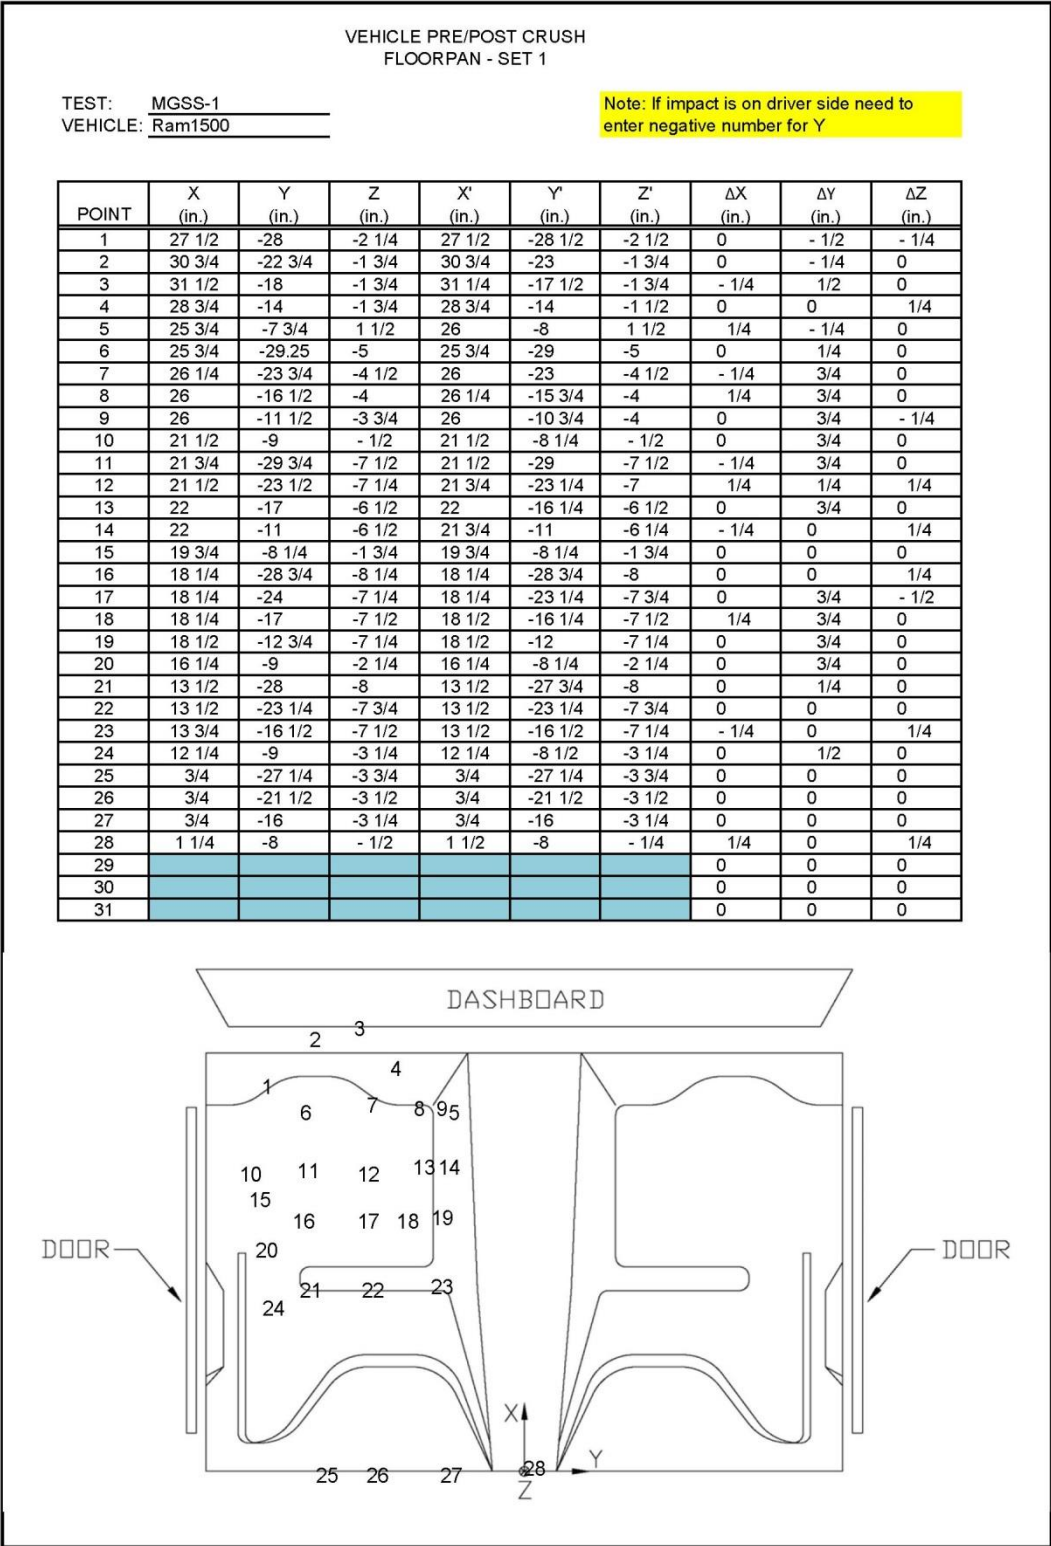 VEHICLE PRE/POST CRUSH
FLOORPAN - SET 1
TEST: MGSS-1
VEHICLE: Ram1500
Note: If impact is on driver side need to
enter negative number for Y
POINT X (in.) Y (in.) Z (in.) X' (in.) Y' (in.) Z' (in.) ΔX (in.) ΔY (in.) ΔZ (in.)
1 27 1/2 -28 -2 1/4 27 1/2 -28 1/2 -2 1/2 0 - 1/2 - 1/4
2 30 3/4 -22 3/4 -1 3/4 30 3/4 -23 -1 3/4 0 - 1/4 0
3 31 1/2 -18 -1 3/4 31 1/4 -17 1/2 -1 3/4 - 1/4 1/2 0
4 28 3/4 -14 -1 3/4 28 3/4 -14 -1 1/2 0 0 1/4
5 25 3/4 -7 3/4 1 1/2 26 -8 1 1/2 1/4 - 1/4 0
6 25 3/4 -29.25 -5 25 3/4 -29 -5 0 1/4 0
7 26 1/4 -23 3/4 -4 1/2 26 -23 -4 1/2 - 1/4 3/4 0
8 26 -16 1/2 -4 26 1/4 -15 3/4 -4 1/4 3/4 0
9 26 -11 1/2 -3 3/4 26 -10 3/4 -4 0 3/4 - 1/4
10 21 1/2 -9 - 1/2 21 1/2 -8 1/4 - 1/2 0 3/4 0
11 21 3/4 -29 3/4 -7 1/2 21 1/2 -29 -7 1/2 - 1/4 3/4 0
12 21 1/2 -23 1/2 -7 1/4 21 3/4 -23 1/4 -7 1/4 1/4 1/4
13 22 -17 -6 1/2 22 -16 1/4 -6 1/2 0 3/4 0
14 22 -11 -6 1/2 21 3/4 -11 -6 1/4 - 1/4 0 1/4
15 19 3/4 -8 1/4 -1 3/4 19 3/4 -8 1/4 -1 3/4 0 0 0
16 18 1/4 -28 3/4 -8 1/4 18 1/4 -28 3/4 -8 0 0 1/4
17 18 1/4 -24 -7 1/4 18 1/4 -23 1/4 -7 3/4 0 3/4 - 1/2
18 18 1/4 -17 -7 1/2 18 1/2 -16 1/4 -7 1/2 1/4 3/4 0
19 18 1/2 -12 3/4 -7 1/4 18 1/2 -12 -7 1/4 0 3/4 0
20 16 1/4 -9 -2 1/4 16 1/4 -8 1/4 -2 1/4 0 3/4 0
21 13 1/2 -28 -8 13 1/2 -27 3/4 -8 0 1/4 0
22 13 1/2 -23 1/4 -7 3/4 13 1/2 -23 1/4 -7 3/4 0 0 0
23 13 3/4 -16 1/2 -7 1/2 13 1/2 -16 1/2 -7 1/4 - 1/4 0 1/4
24 12 1/4 -9 -3 1/4 12 1/4 -8 1/2 -3 1/4 0 1/2 0
25 3/4 -27 1/4 -3 3/4 3/4 -27 1/4 -3 3/4 0 0 0
26 3/4 -21 1/2 -3 1/2 3/4 -21 1/2 -3 1/2 0 0 0
27 3/4 -16 -3 1/4 3/4 -16 -3 1/4 0 0 0
28 1 1/4 -8 - 1/2 1 1/2 -8 - 1/4 1/4 0 1/4
29 0 0 0
30 0 0 0
31 0 0 0
DASHBOARD
2 3
4
1
6 7 8 9 5
10 11 12 13 14
15
16 17 18 19
DOOR 20 DOOR
21 22 23
24
X
Y
25 26 27 28
Z